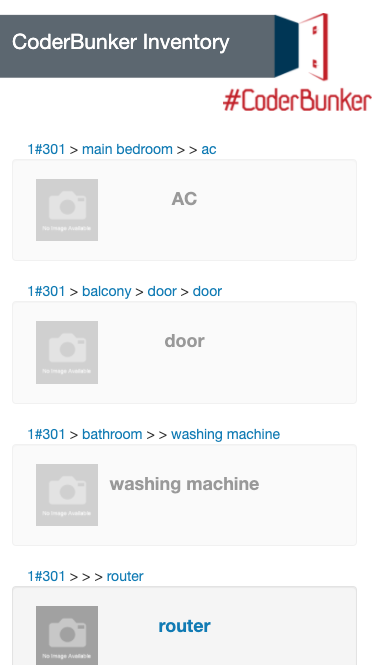 CoderBunker Inventory
#CoderBunker
1#301 > main bedroom > > ac
AC
No Image Available
1#301 > balcony > door > door
door
No Image Available
1#301 > bathroom > > washing machine
washing machine
No Image Available
1#301 > > > router
router
No Image Available